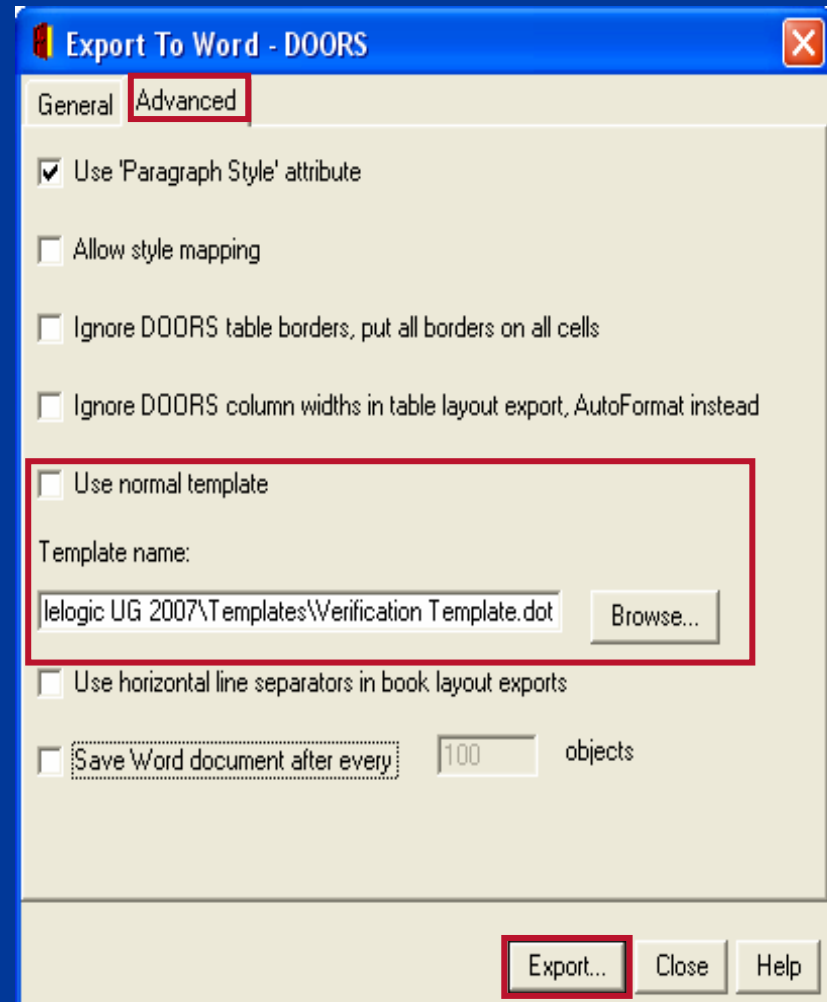 Export To Word - DOORS
General Advanced
Use 'Paragraph Style' attribute
Allow style mapping
Ignore DOORS table borders, put all borders on all cells
Ignore DOORS column widths in table layout export, AutoFormat instead
Use normal template
Template name:
lelogic UG 2007\Templates\Verification Template.dot Browse...
Use horizontal line separators in book layout exports
Save Word document after every 100 objects
Export... Close Help